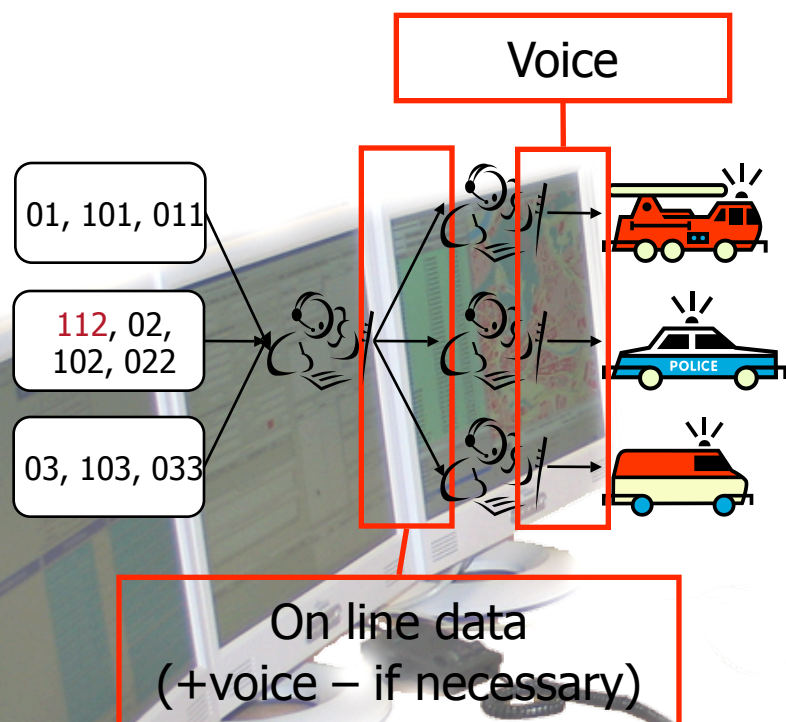 Voice
01, 101, 011
112, 02,
102, 022
03, 103, 033
POLICE
On line data
(+voice – if necessary)